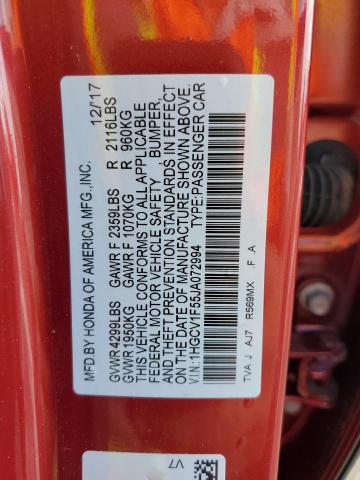 MFD.BY HONDA OF AMERICA MFG.,INC. 12/'17
GVWR 4299LBS GAWR F 2359LBS R 2116LBS
GVWR 1950KG GAWR F 1070KG R 960KG
THIS VEHICLE CONFORMS TO ALL APPLICABLE
FEDERAL MOTOR VEHICLE SAFETY, BUMPER,
AND THEFT PREVENTION STANDARDS IN EFFECT
ON THE DATE OF MANUFACTURE SHOWN ABOVE.
V.I.N.:1HGCV1F55JA072994 TYPE:PASSENGER CAR
TVA J AJ7 R569MX .F .A
V7